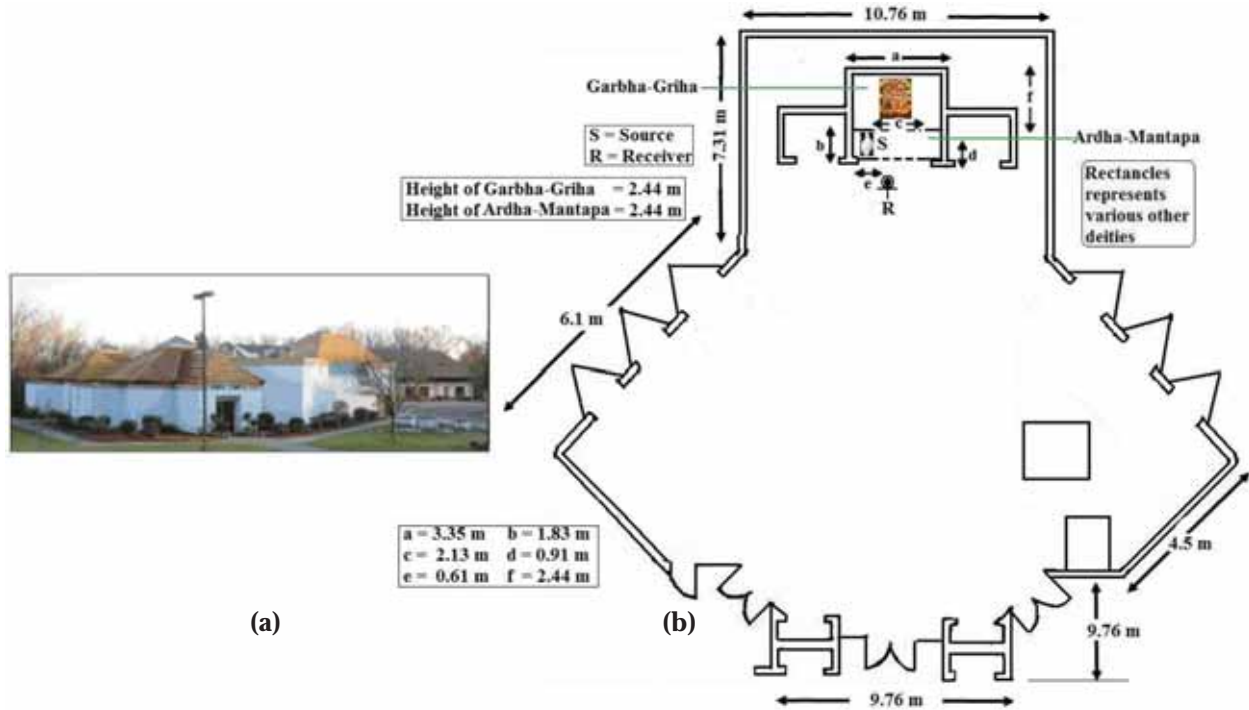 10.76 m
a
Garbha-Griha
f
c
7.31 m
S = Source
R = Receiver
b
S
d
Ardha-Mantapa
e
R
Height of Garbha-Griha = 2.44 m
Height of Ardha-Mantapa = 2.44 m
Rectancles
represents
various other
deities
6.1 m
a = 3.35 m b = 1.83 m
c = 2.13 m d = 0.91 m
e = 0.61 m f = 2.44 m
4.5 m
(a)
(b)
9.76 m
9.76 m